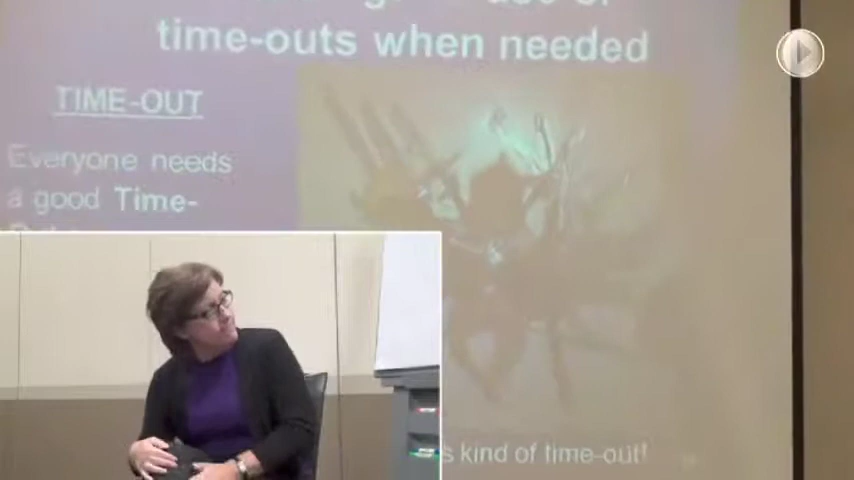 time-outs when needed
TIME-OUT
Everyone needs
a good Time-
kind of time-out!